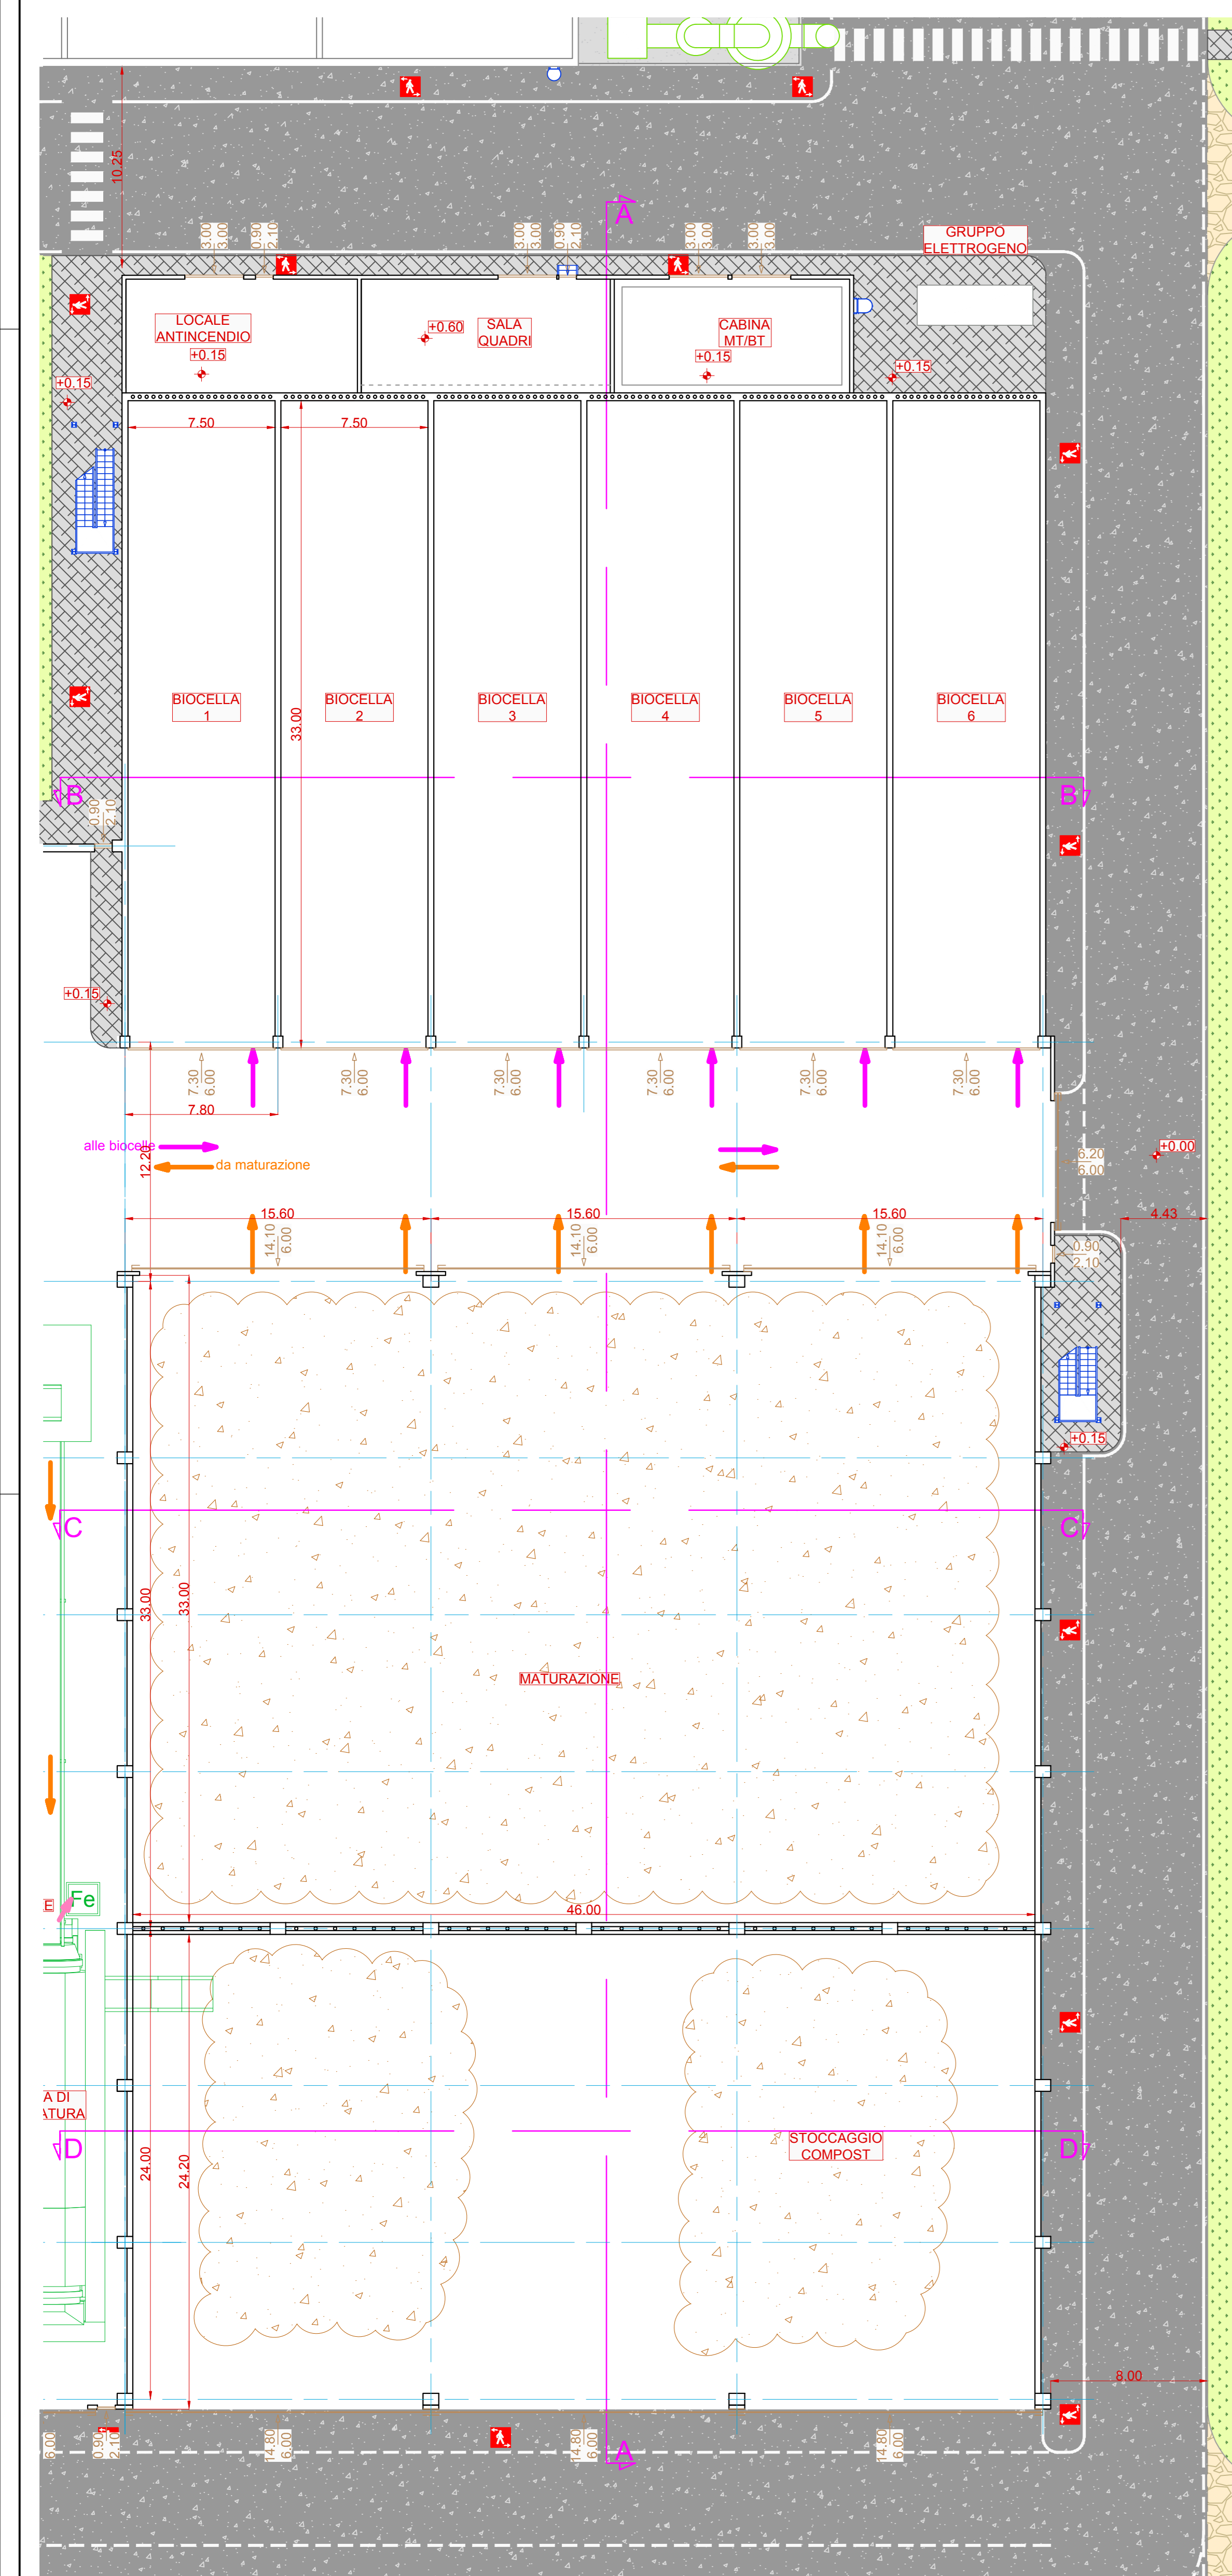 10.25
A
3.00
3.00
0.90
2.10
3.00
3.00
0.90
2.10
3.00
3.00
3.00
3.00
GRUPPO
ELETTROGENO
LOCALE
ANTINCENDIO
+0.15
+0.60
SALA
QUADRI
CABINA
MT/BT
+0.15
+0.15
+0.15
7.50
7.50
33.00
BIOCELLA
1
BIOCELLA
2
BIOCELLA
3
BIOCELLA
4
BIOCELLA
5
BIOCELLA
6
B
B
0.90
2.10
+0.15
7.30
6.00
7.30
6.00
7.30
6.00
7.30
6.00
7.30
6.00
7.30
6.00
7.80
12.20
alle biocelle
da maturazione
6.20
6.00
+0.00
15.60
15.60
15.60
4.43
14.10
6.00
14.10
6.00
14.10
6.00
0.90
2.10
+0.15
C
C
33.00
33.00
MATURAZIONE
E
Fe
46.00
A DI
ATURA
D
D
STOCCAGGIO
COMPOST
24.00
24.20
8.00
6.00
0.90
2.10
14.80
6.00
14.80
6.00
A
14.80
6.00